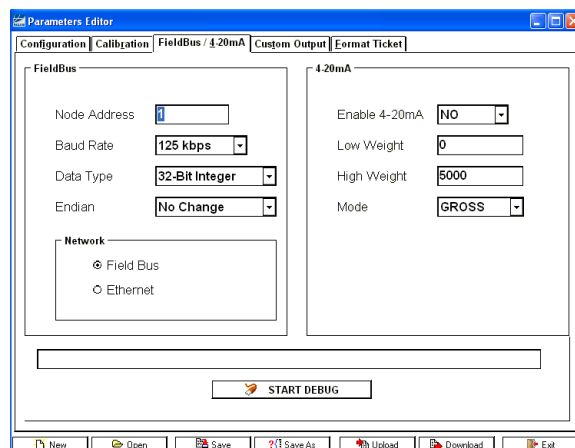 Parameters Editor
Configuration Calibration FieldBus / 4-20mA Custom Output Format Ticket
FieldBus
Node Address 1
Baud Rate 125 kbps
Data Type 32-Bit Integer
Endian No Change
Network
Field Bus
Ethernet
4-20mA
Enable 4-20mA NO
Low Weight 0
High Weight 5000
Mode GROSS
START DEBUG
New Open Save Save As Upload Download Exit